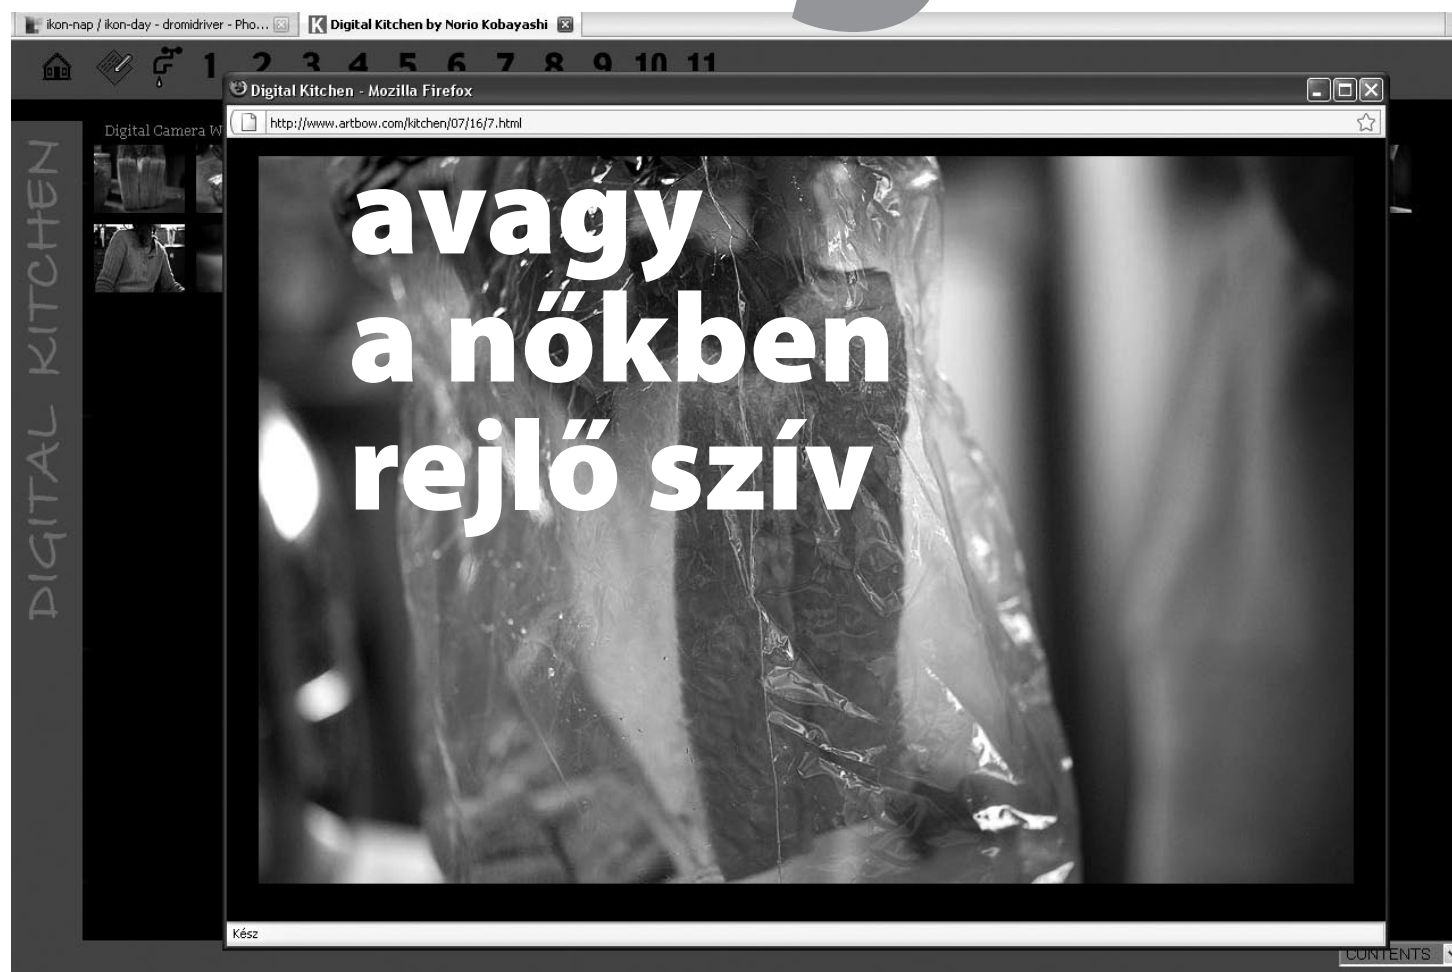 ikon-nap / ikon-day - dromidriver - Pho...
Digital Kitchen by Norio Kobayashi
1 2 3 4 5 6 7 8 9 10 11
Digital Kitchen - Mozilla Firefox
http://www.artbow.com/kitchen/07/16/7.html
Digital Camera W
DIGITAL KITCHEN
avagy
a nőkben
rejlő szív
Kész
CONTENTS